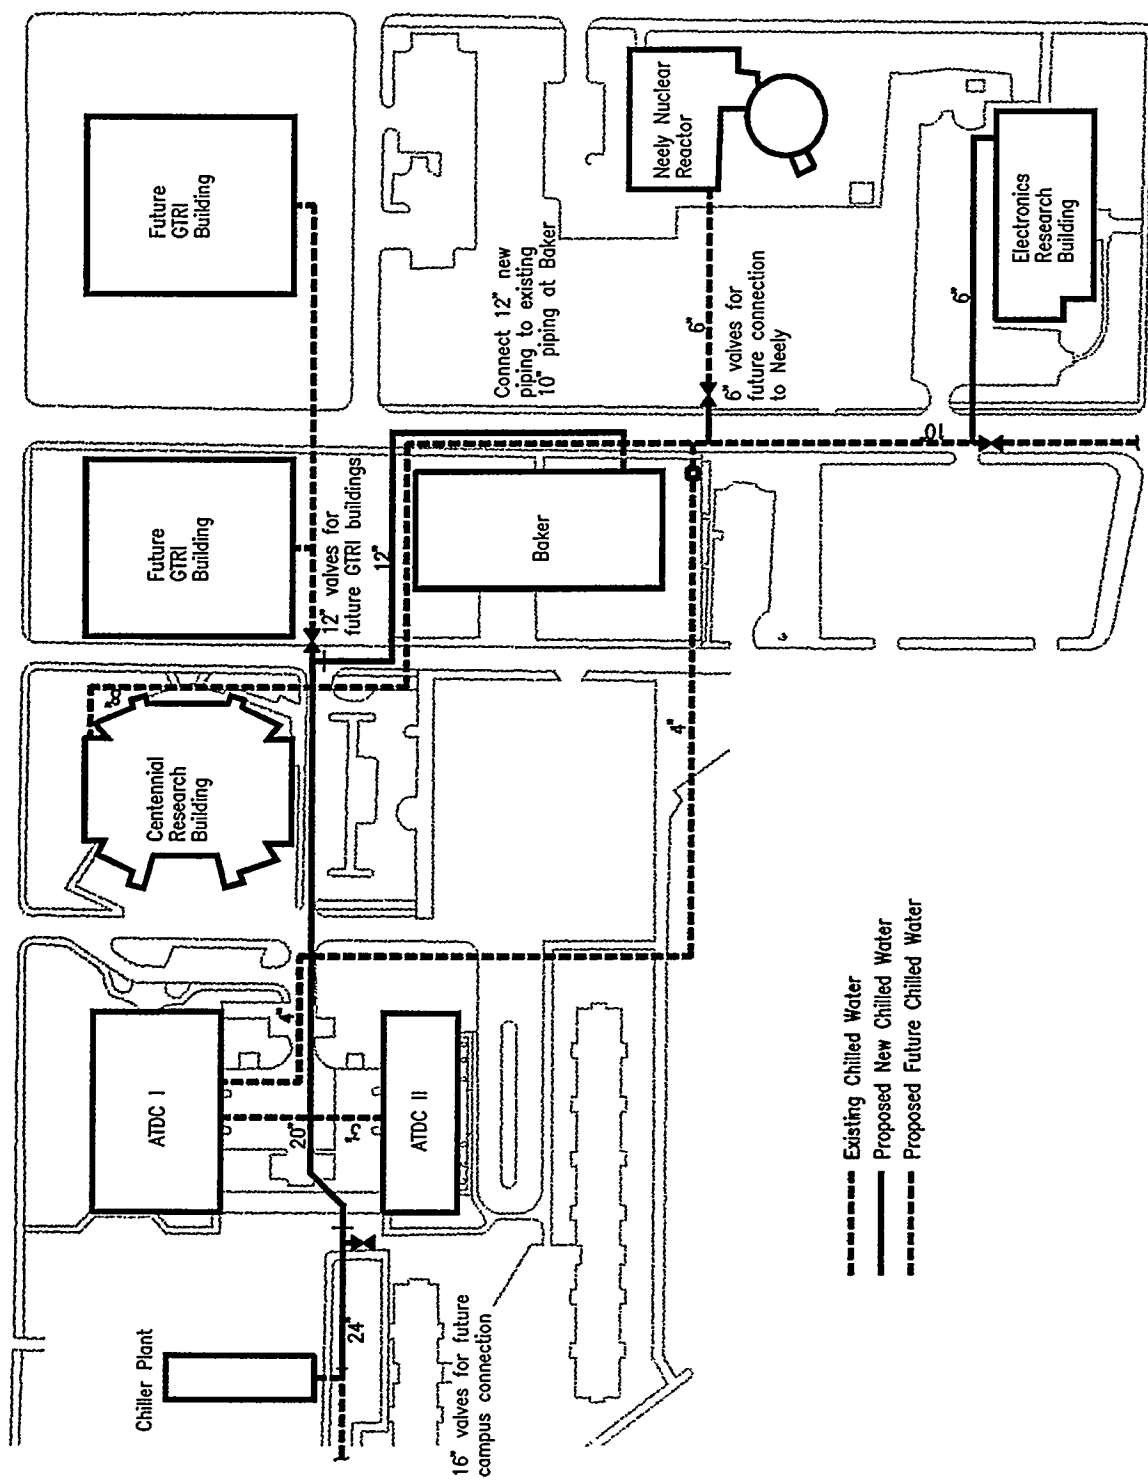 Chiller Plant
ATDC I
Centennial
Research
Building
8"
Future
GTRI
Building
Future
GTRI
Building
24"
20"
4"
3"
12" valves for
future GTRI buildings
12"
16" valves for future
campus connection
ATDC II
Baker
Connect 12" new
piping to existing
10" piping at Baker
Neely Nuclear
Reactor
4"
6"
6" valves for
future connection
to Neely
10"
6"
Electronics
Research
Building
Existing Chilled Water
Proposed New Chilled Water
Proposed Future Chilled Water